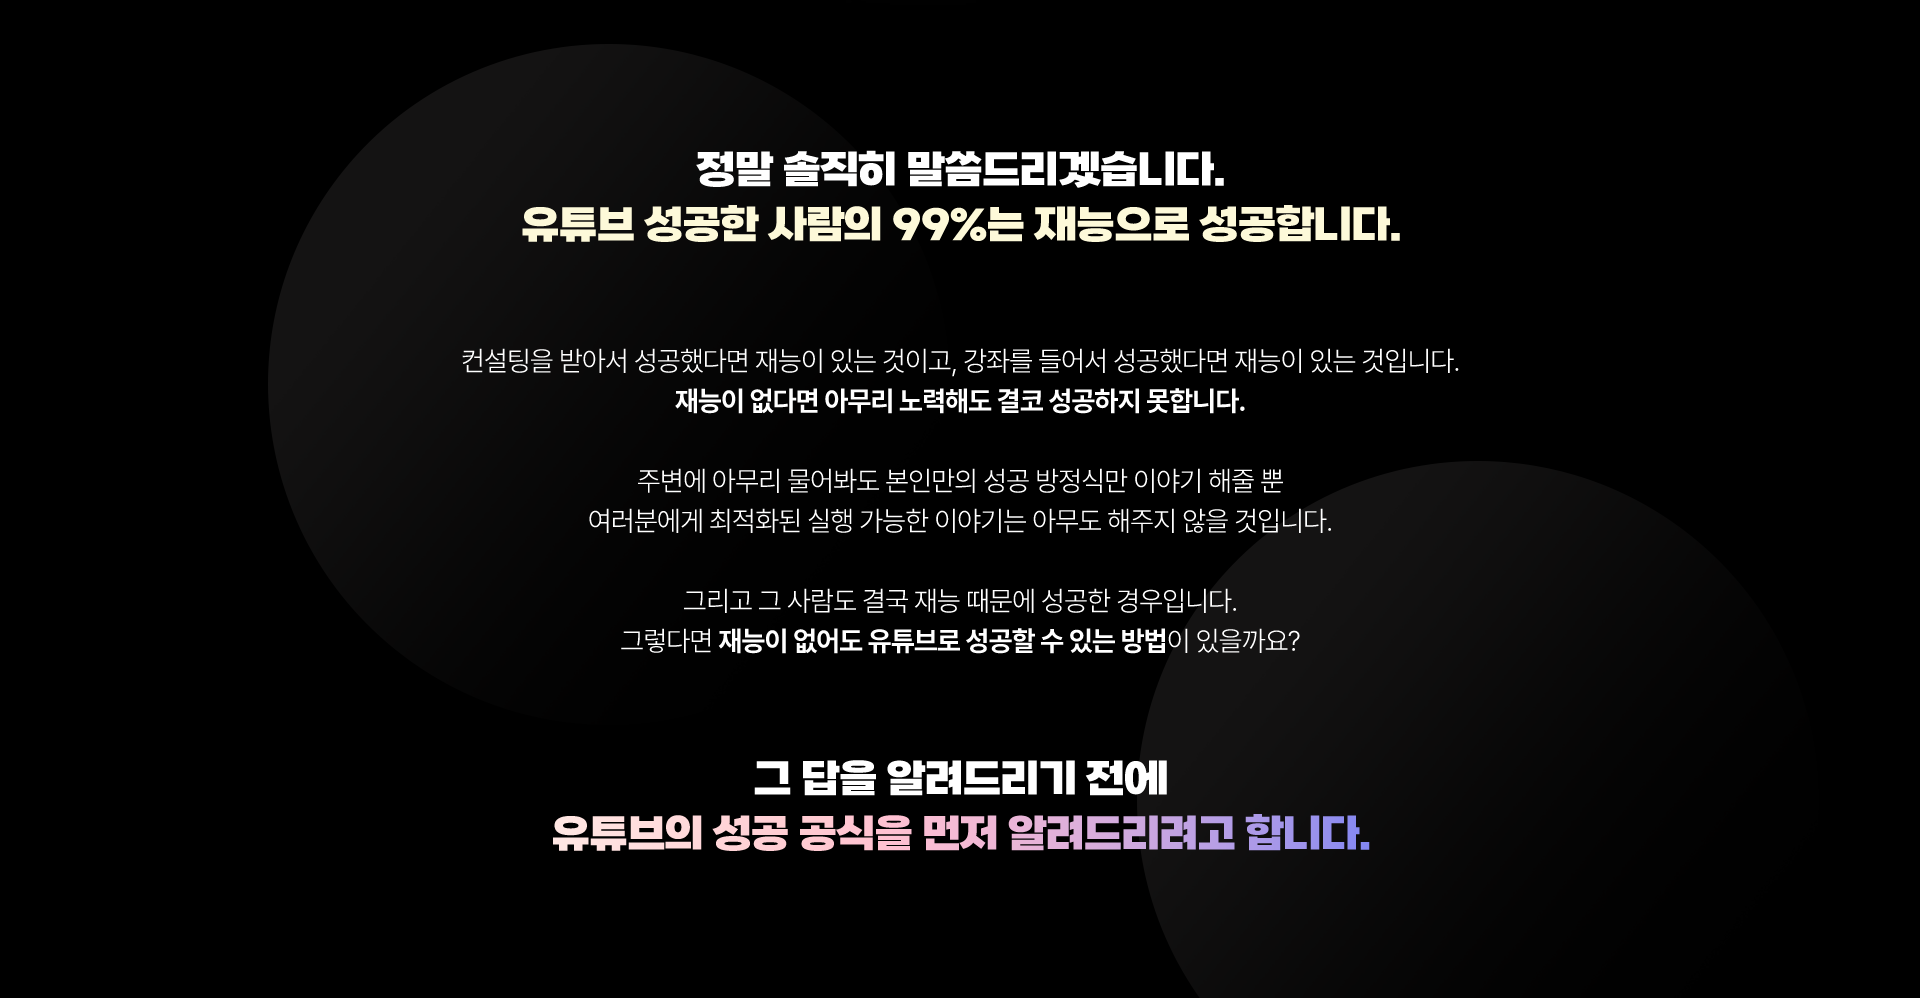 정말 솔직히 말씀드리겠습니다.
유튜브 성공한 사람의 99%는 재능으로 성공합니다.
컨설팅을 받아서 성공했다면 재능이 있는 것이고, 강좌를 들어서 성공했다면 재능이 있는 것입니다.
재능이 없다면 아무리 노력해도 결코 성공하지 못합니다.
주변에 아무리 물어봐도 본인만의 성공 방정식만 이야기 해줄 뿐
여러분에게 최적화된 실행 가능한 이야기는 아무도 해주지 않을 것입니다.
그리고 그 사람도 결국 재능 때문에 성공한 경우입니다.
그렇다면 재능이 없어도 유튜브로 성공할 수 있는 방법이 있을까요?
그 답을 알려드리기 전에
유튜브의 성공 공식을 먼저 알려드리려고 합니다.